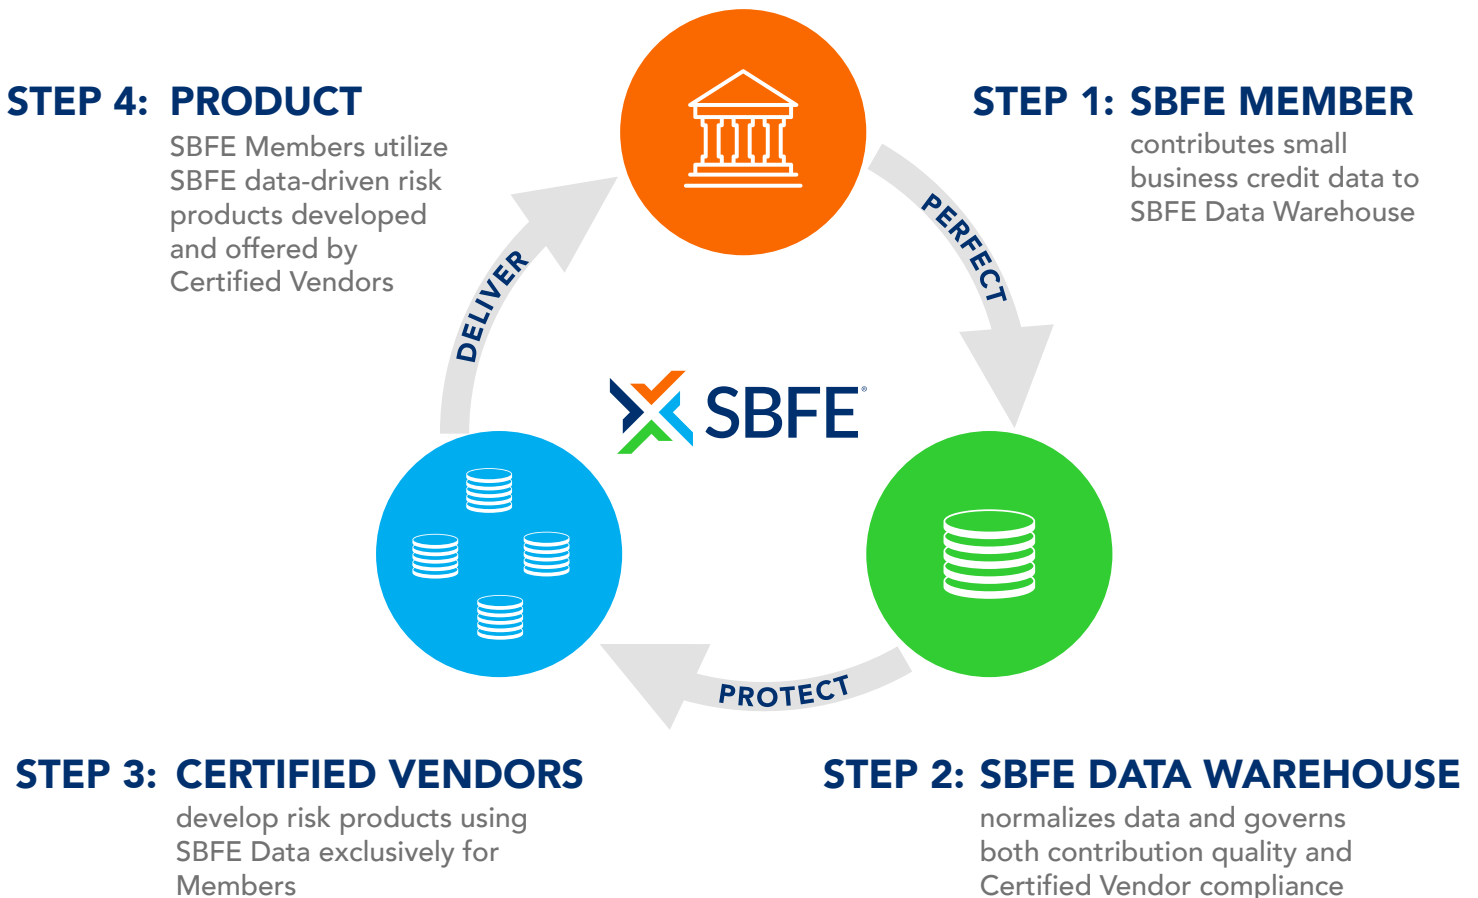 STEP 1: SBFE MEMBER
contributes small
business credit data to
SBFE Data Warehouse
PERFECT
STEP 2: SBFE DATA WAREHOUSE
normalizes data and governs
both contribution quality and
Certified Vendor compliance
PROTECT
STEP 3: CERTIFIED VENDORS
develop risk products using
SBFE Data exclusively for
Members
DELIVER
STEP 4: PRODUCT
SBFE Members utilize
SBFE data-driven risk
products developed
and offered by
Certified Vendors
SBFE®